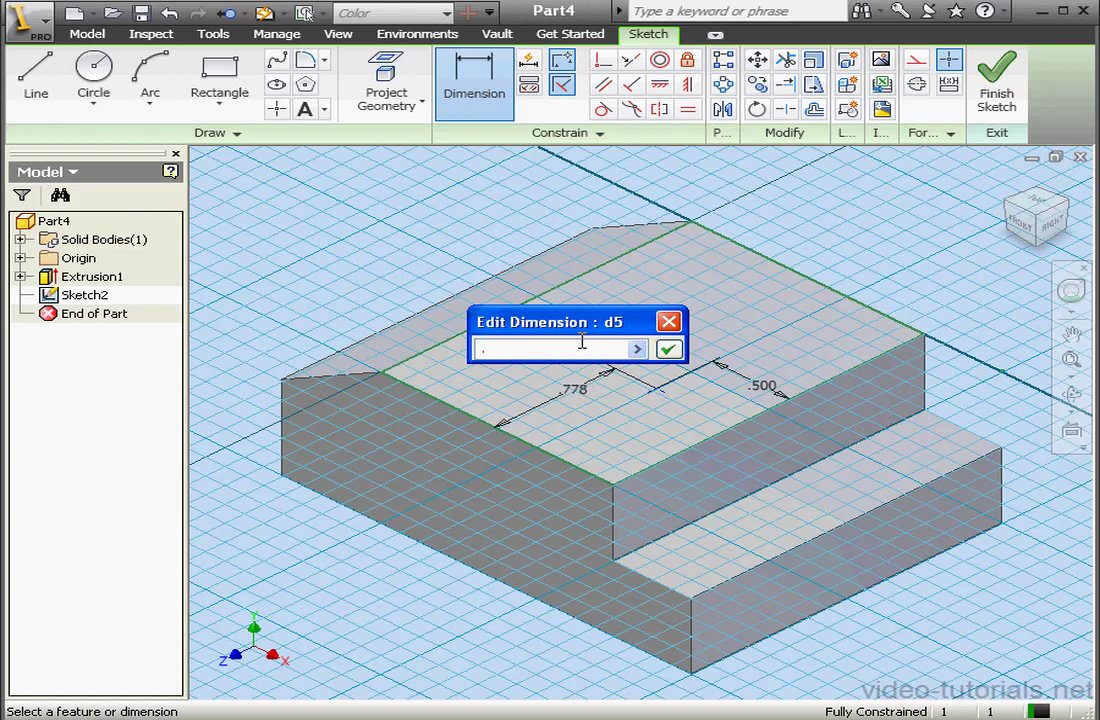 Color
Part4
Type a keyword or phrase
PRO
Model
Inspect
Tools
Manage
View
Environments
Vault
Get Started
Sketch
Line
Circle
Arc
Rectangle
A
Project
Geometry
Dimension
Finish
Sketch
Draw
Constrain
P...
Modify
L...
I...
For...
Exit
Model
Part4
Solid Bodies(1)
Origin
Extrusion1
Sketch2
End of Part
TOP
FRONT
RIGHT
Edit Dimension : d5
.
.778
.500
Y
Z
X
video-tutorials.net
Select a feature or dimension
Fully Constrained
1
1